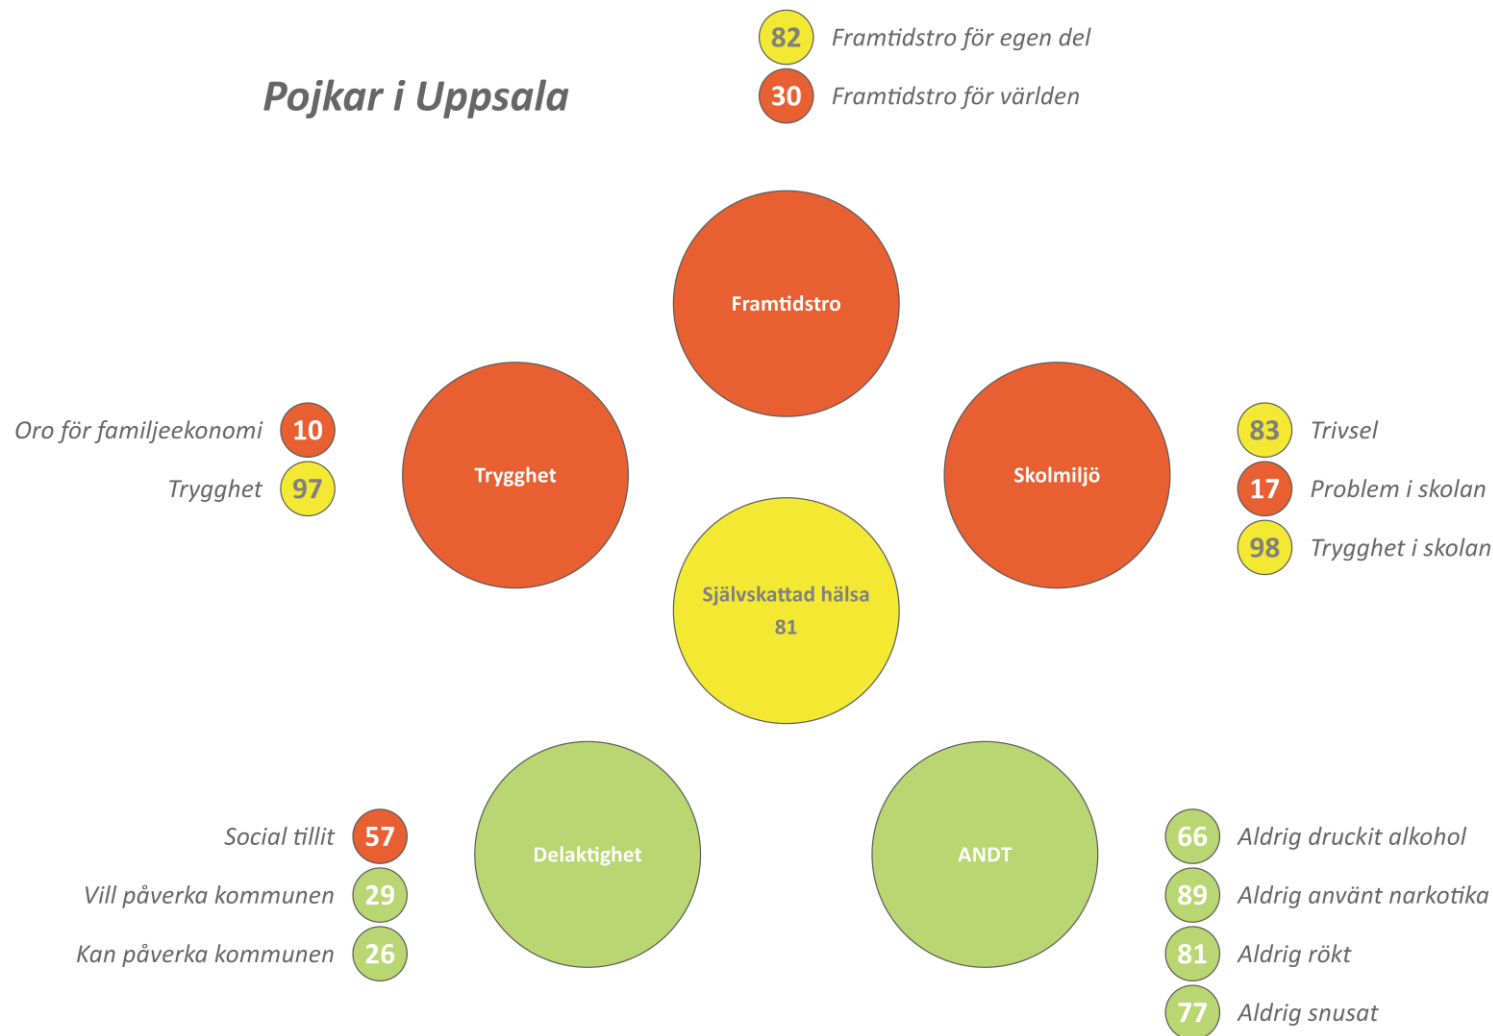 82 Framtidstro för egen del
Pojkar i Uppsala
30 Framtidstro för världen
Framtidstro
Oro för familjeekonomi 10
Trygghet 97
Trygghet
Skolmiljö
83 Trivsel
17 Problem i skolan
98 Trygghet i skolan
Självskattad hälsa
81
Social tillit 57
Vill påverka kommunen 29
Kan påverka kommunen 26
Delaktighet
ANDT
66 Aldrig druckit alkohol
89 Aldrig använt narkotika
81 Aldrig rökt
77 Aldrig snusat